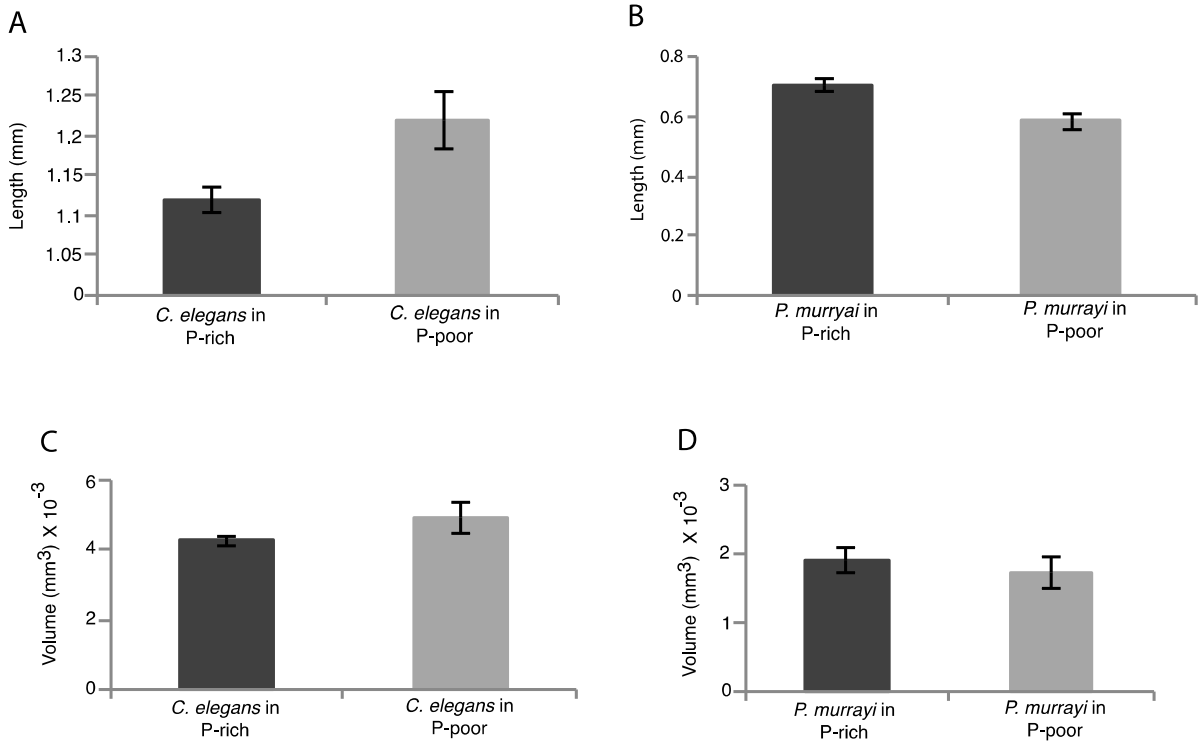 A
Length (mm)
1.3
1.25
1.2
1.15
1.1
1.05
0
C. elegans in
P-rich
C. elegans in
P-poor
B
Length (mm)
0.8
0.6
0.4
0.2
0
P. murryai in
P-rich
P. murrayi in
P-poor
C
Volume (mm³) X 10⁻³
6
4
2
0
C. elegans in
P-rich
C. elegans in
P-poor
D
Volume (mm³) X 10⁻³
3
2
1
0
P. murrayi in
P-rich
P. murrayi in
P-poor